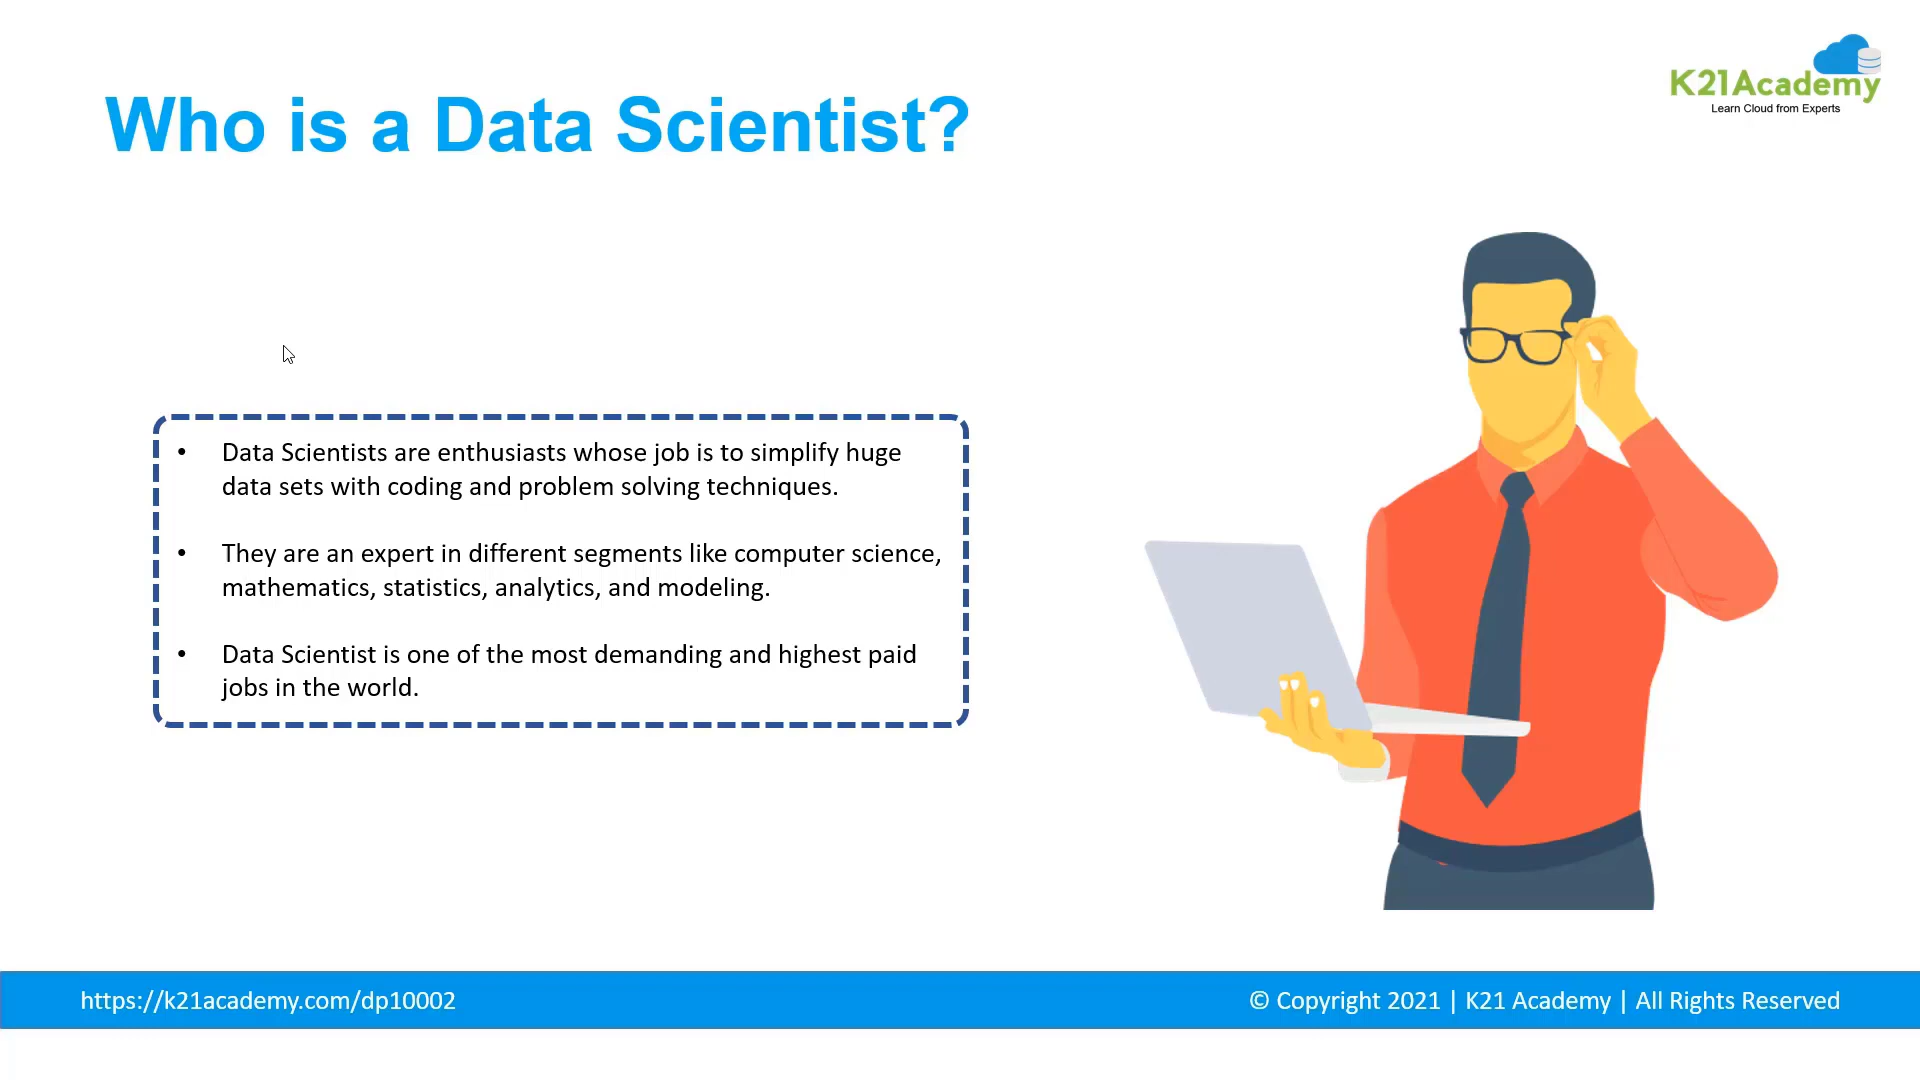 K21Academy
Learn Cloud from Experts
Who is a Data Scientist?
• Data Scientists are enthusiasts whose job is to simplify huge
data sets with coding and problem solving techniques.
• They are an expert in different segments like computer science,
mathematics, statistics, analytics, and modeling.
• Data Scientist is one of the most demanding and highest paid
jobs in the world.
https://k21academy.com/dp10002
© Copyright 2021 | K21 Academy | All Rights Reserved